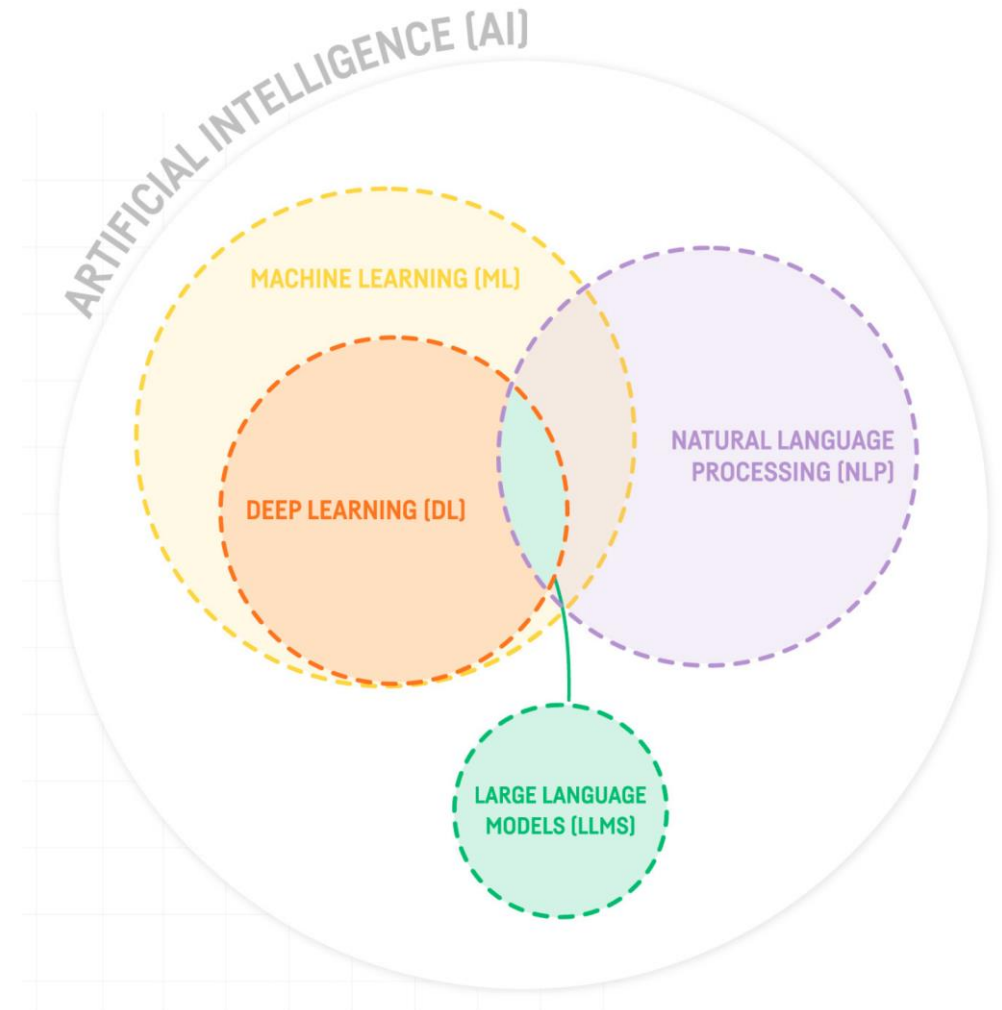 ARTIFICIAL INTELLIGENCE (AI)
MACHINE LEARNING (ML)
NATURAL LANGUAGE
PROCESSING (NLP)
DEEP LEARNING (DL)
LARGE LANGUAGE
MODELS (LLMS)